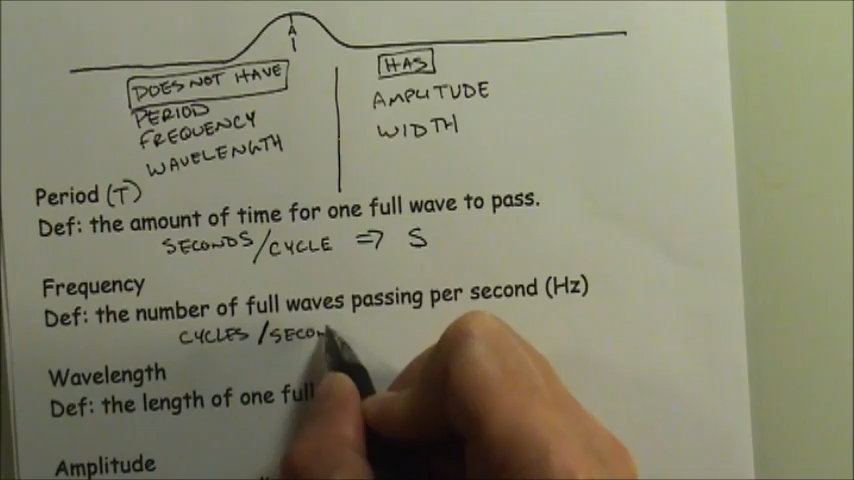 A
DOES NOT HAVE
PERIOD
FREQUENCY
WAVELENGTH
HAS
AMPLITUDE
WIDTH
Period (T)
Def: the amount of time for one full wave to pass.
SECONDS/CYCLE => S
Frequency
Def: the number of full waves passing per second (Hz)
CYCLES/SECON
Wavelength
Def: the length of one full
Amplitude